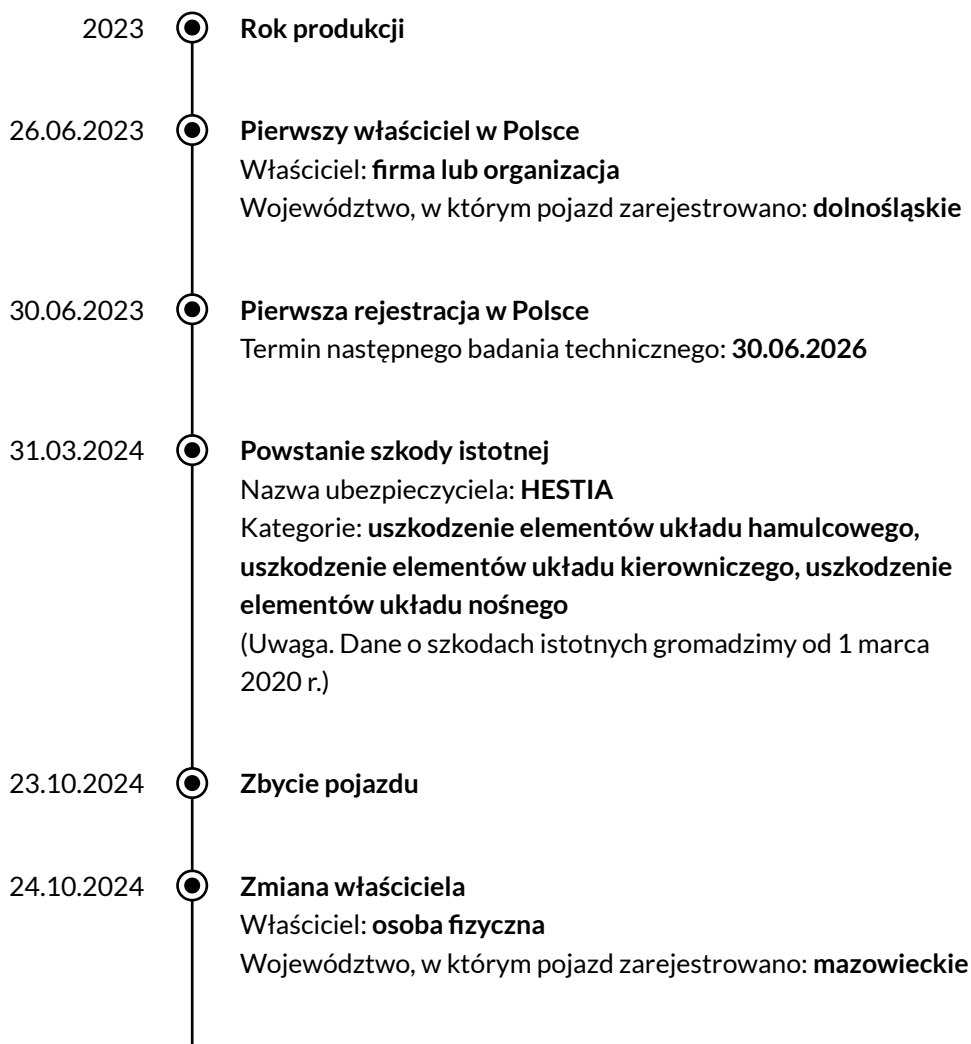 2023 Rok produkcji
26.06.2023 Pierwszy właściciel w Polsce
Właściciel: firma lub organizacja
Województwo, w którym pojazd zarejestrowano: dolnośląskie
30.06.2023 Pierwsza rejestracja w Polsce
Termin następnego badania technicznego: 30.06.2026
31.03.2024 Powstanie szkody istotnej
Nazwa ubezpieczyciela: HESTIA
Kategorie: uszkodzenie elementów układu hamulcowego,
uszkodzenie elementów układu kierowniczego, uszkodzenie
elementów układu nośnego
(Uwaga. Dane o szkodach istotnych gromadzimy od 1 marca
2020 r.)
23.10.2024 Zbycie pojazdu
24.10.2024 Zmiana właściciela
Właściciel: osoba fizyczna
Województwo, w którym pojazd zarejestrowano: mazowieckie